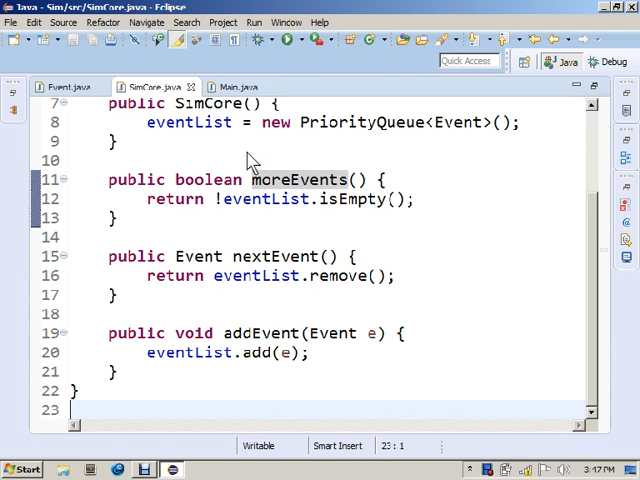 Java - Sim/src/SimCore.java - Eclipse
File Edit Source Refactor Navigate Search Project Run Window Help
Quick Access Java Debug
Event.java SimCore.java Main.java
7 public SimCore() {
8 eventList = new PriorityQueue<Event>();
9 }
10
11 public boolean moreEvents() {
12 return !eventList.isEmpty();
13 }
14
15 public Event nextEvent() {
16 return eventList.remove();
17 }
18
19 public void addEvent(Event e) {
20 eventList.add(e);
21 }
22 }
23
Writable Smart Insert 23 : 1
Start 3:47 PM